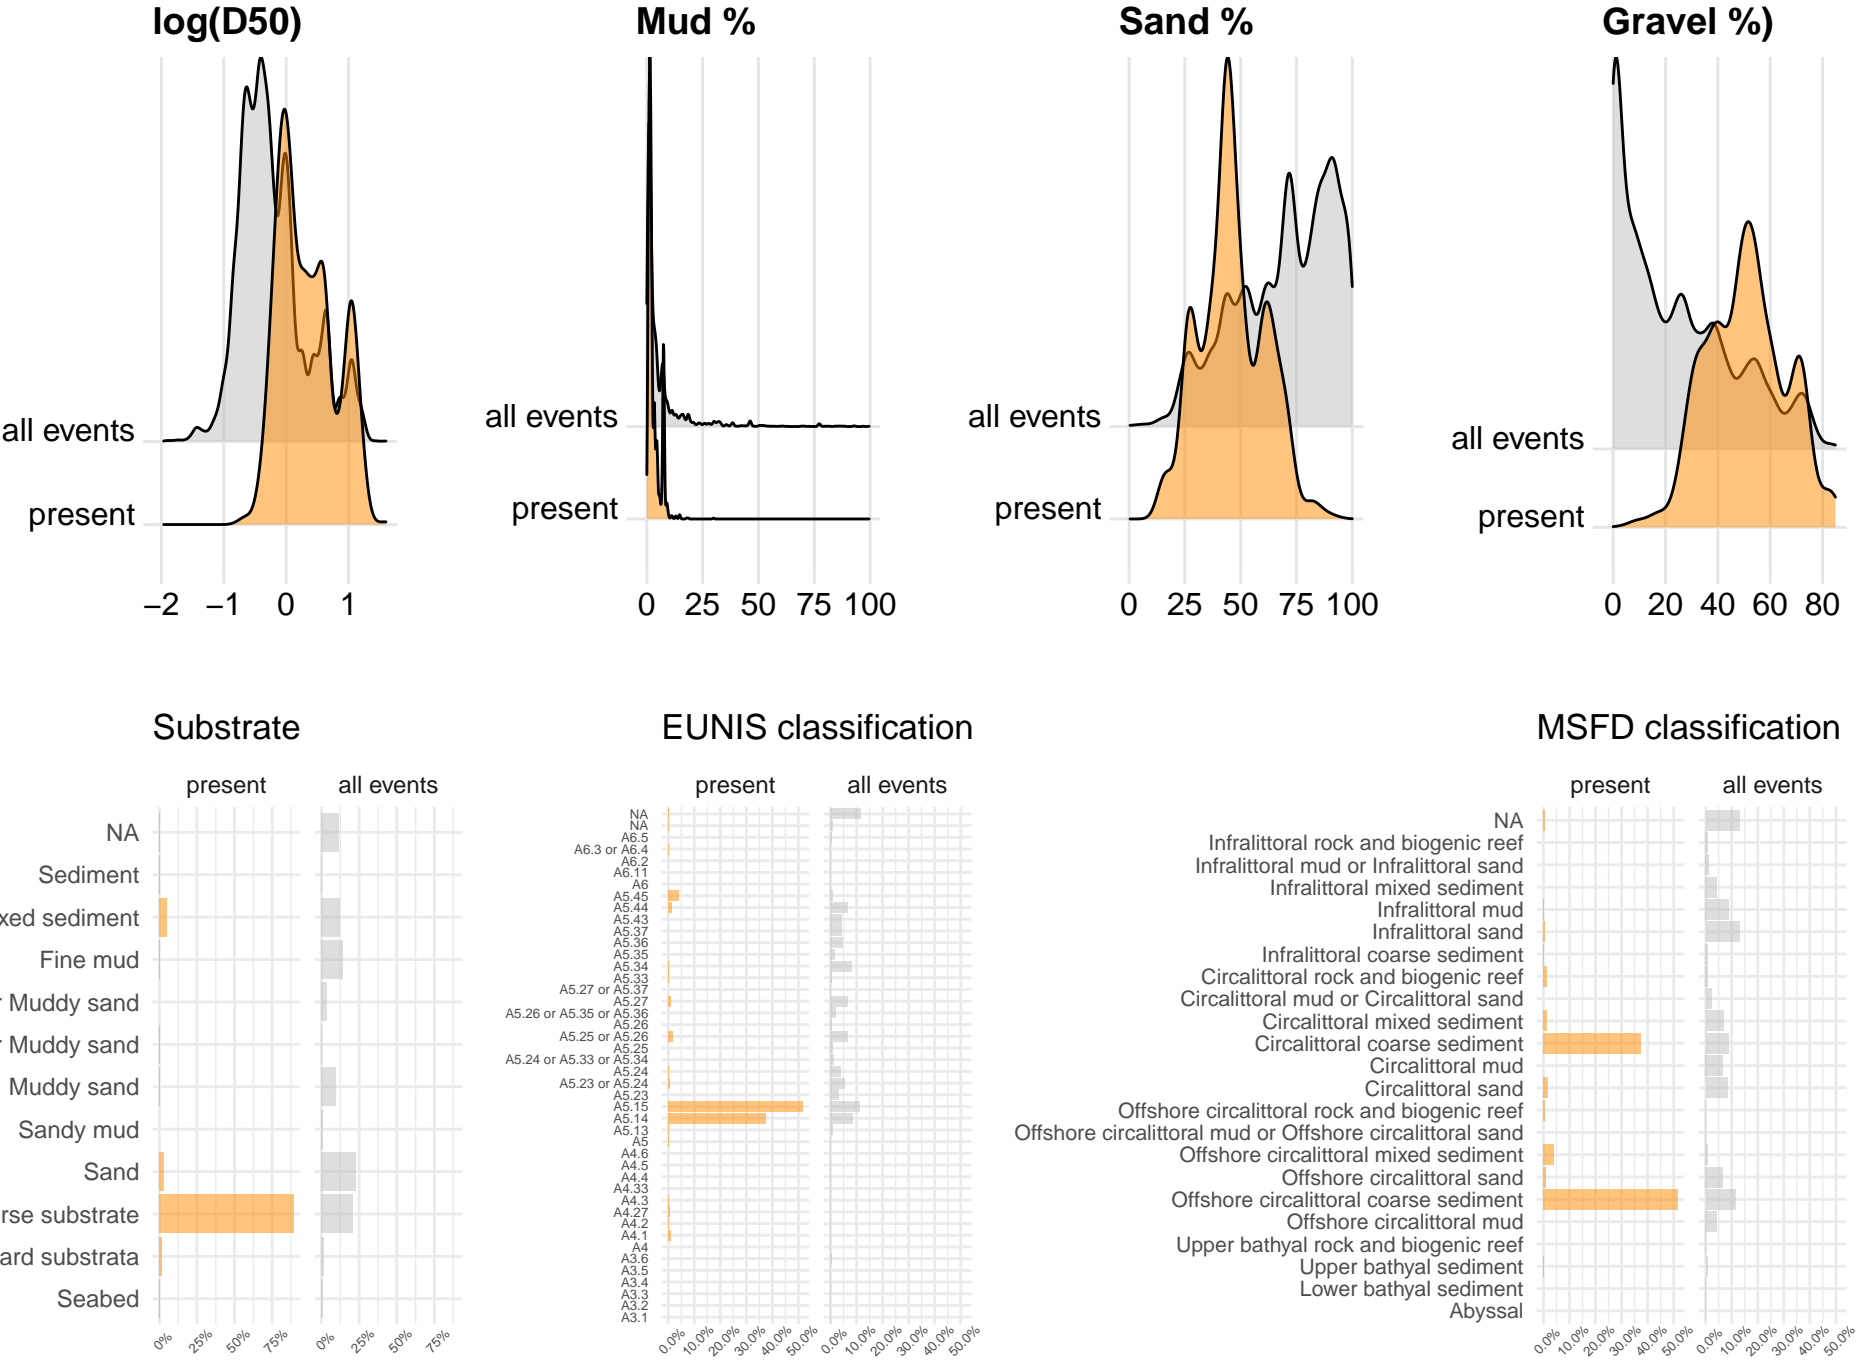 log(D50)
Mud %
Sand %
Gravel %)
all events
present
−2 −1 0 1
all events
present
0 25 50 75 100
all events
present
0 25 50 75 100
all events
present
0 20 40 60 80
Substrate
present all events
NA
Sediment
xed sediment
Fine mud
r Muddy sand
r Muddy sand
Muddy sand
Sandy mud
Sand
rse substrate
ard substrata
Seabed
0% 25% 50% 75% 0% 25% 50% 75%
EUNIS classification
present all events
NA
NA
A6.5
A6.3 or A6.4
A6.2
A6.11
A6
A5.45
A5.44
A5.43
A5.37
A5.36
A5.35
A5.34
A5.33
A5.27 or A5.37
A5.27
A5.26 or A5.35 or A5.36
A5.26
A5.25 or A5.26
A5.25
A5.24 or A5.33 or A5.34
A5.24
A5.23 or A5.24
A5.23
A5.15
A5.14
A5.13
A5
A4.6
A4.5
A4.4
A4.33
A4.3
A4.27
A4.2
A4.1
A4
A3.6
A3.5
A3.4
A3.3
A3.2
A3.1
0.0% 10.0% 20.0% 30.0% 40.0% 50.0% 0.0% 10.0% 20.0% 30.0% 40.0% 50.0%
MSFD classification
present all events
NA
Infralittoral rock and biogenic reef
Infralittoral mud or Infralittoral sand
Infralittoral mixed sediment
Infralittoral mud
Infralittoral sand
Infralittoral coarse sediment
Circalittoral rock and biogenic reef
Circalittoral mud or Circalittoral sand
Circalittoral mixed sediment
Circalittoral coarse sediment
Circalittoral mud
Circalittoral sand
Offshore circalittoral rock and biogenic reef
Offshore circalittoral mud or Offshore circalittoral sand
Offshore circalittoral mixed sediment
Offshore circalittoral sand
Offshore circalittoral coarse sediment
Offshore circalittoral mud
Upper bathyal rock and biogenic reef
Upper bathyal sediment
Lower bathyal sediment
Abyssal
0.0% 10.0% 20.0% 30.0% 40.0% 50.0% 0.0% 10.0% 20.0% 30.0% 40.0% 50.0%